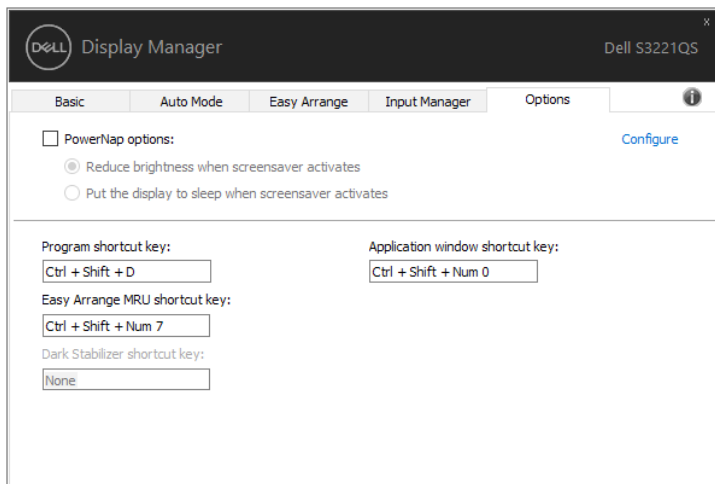 x
DELL Display Manager Dell S3221QS
Basic Auto Mode Easy Arrange Input Manager Options i
PowerNap options: Configure
Reduce brightness when screensaver activates
Put the display to sleep when screensaver activates
Program shortcut key: Application window shortcut key:
Ctrl + Shift + D Ctrl + Shift + Num 0
Easy Arrange MRU shortcut key:
Ctrl + Shift + Num 7
Dark Stabilizer shortcut key:
None